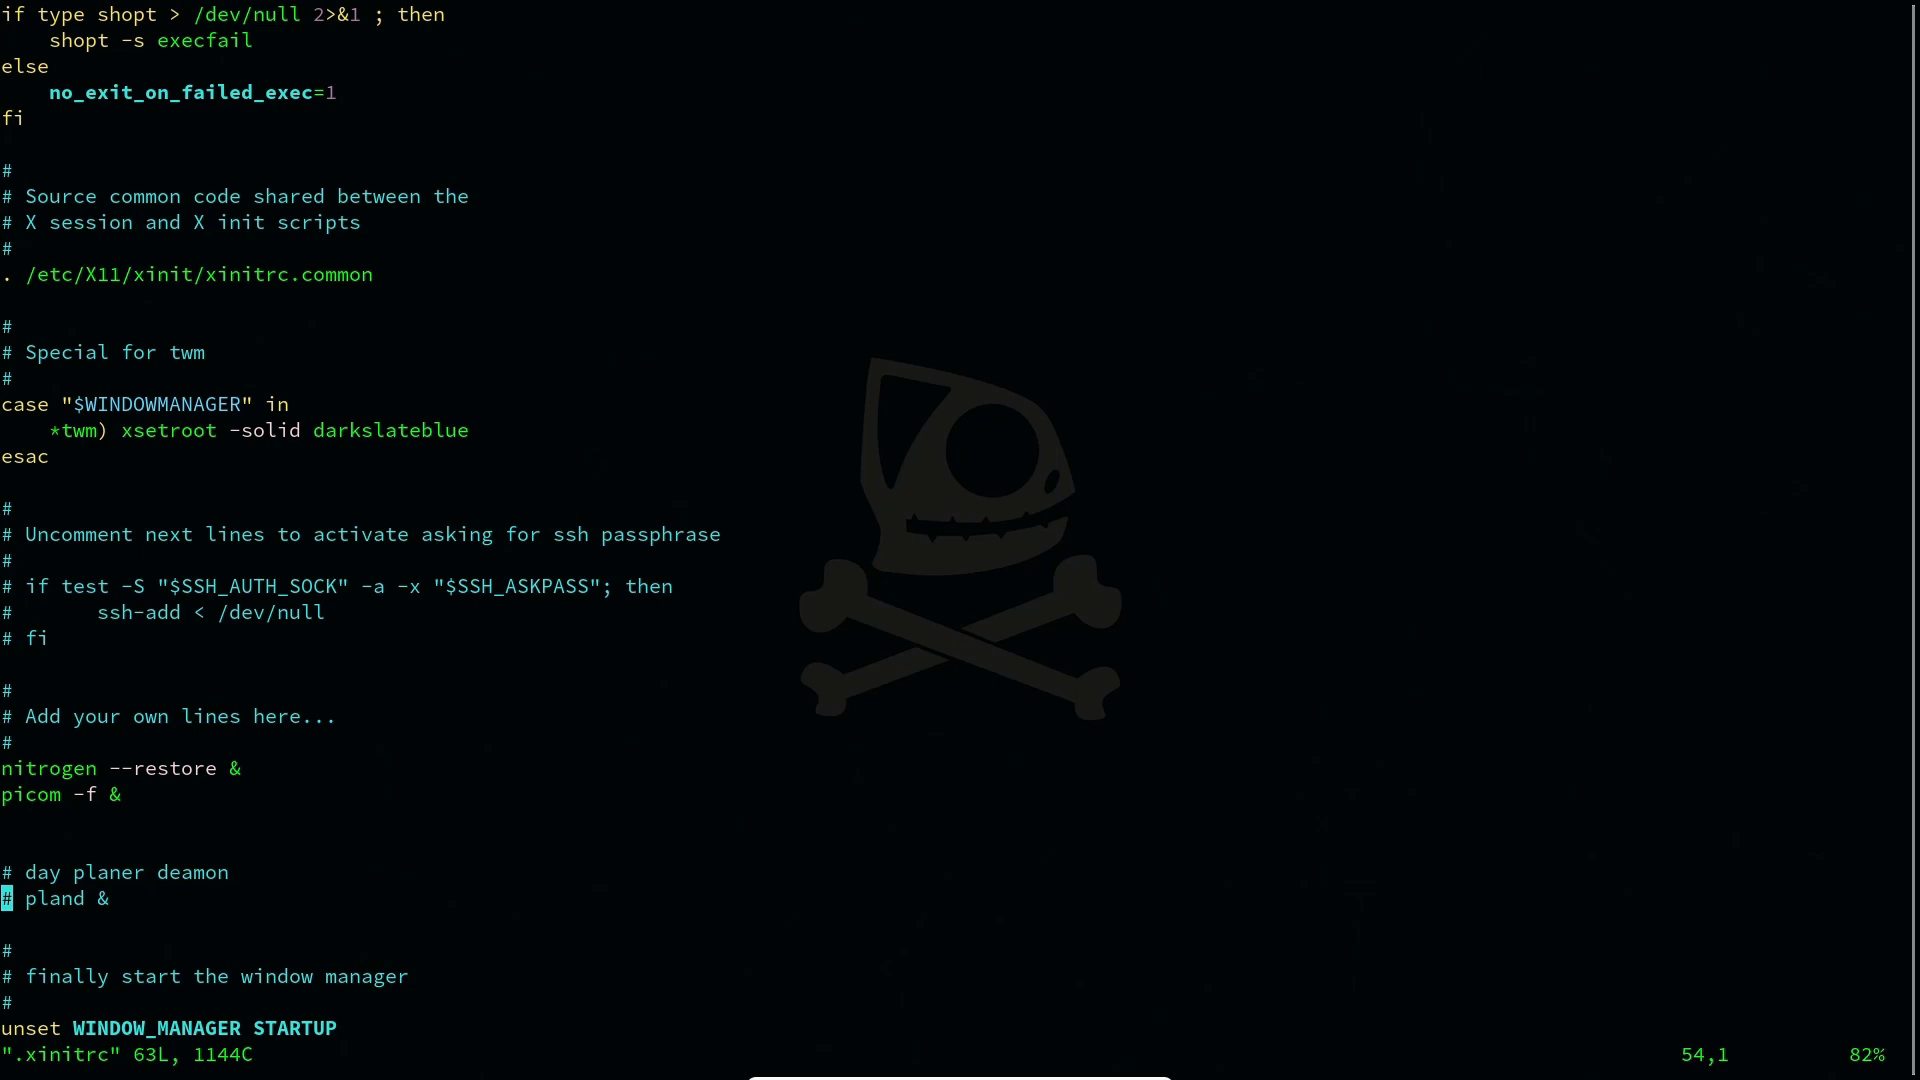 if type shopt > /dev/null 2>&1 ; then
    shopt -s execfail
else
    no_exit_on_failed_exec=1
fi

#
# Source common code shared between the
# X session and X init scripts
#
. /etc/X11/xinit/xinitrc.common

#
# Special for twm
#
case "$WINDOWMANAGER" in
    *twm) xsetroot -solid darkslateblue
esac

#
# Uncomment next lines to activate asking for ssh passphrase
#
# if test -S "$SSH_AUTH_SOCK" -a -x "$SSH_ASKPASS"; then
#       ssh-add < /dev/null
# fi

#
# Add your own lines here...
#
nitrogen --restore &
picom -f &


# day planer deamon
# pland &

#
# finally start the window manager
#
unset WINDOW_MANAGER STARTUP
".xinitrc" 63L, 1144C 54,1 82%